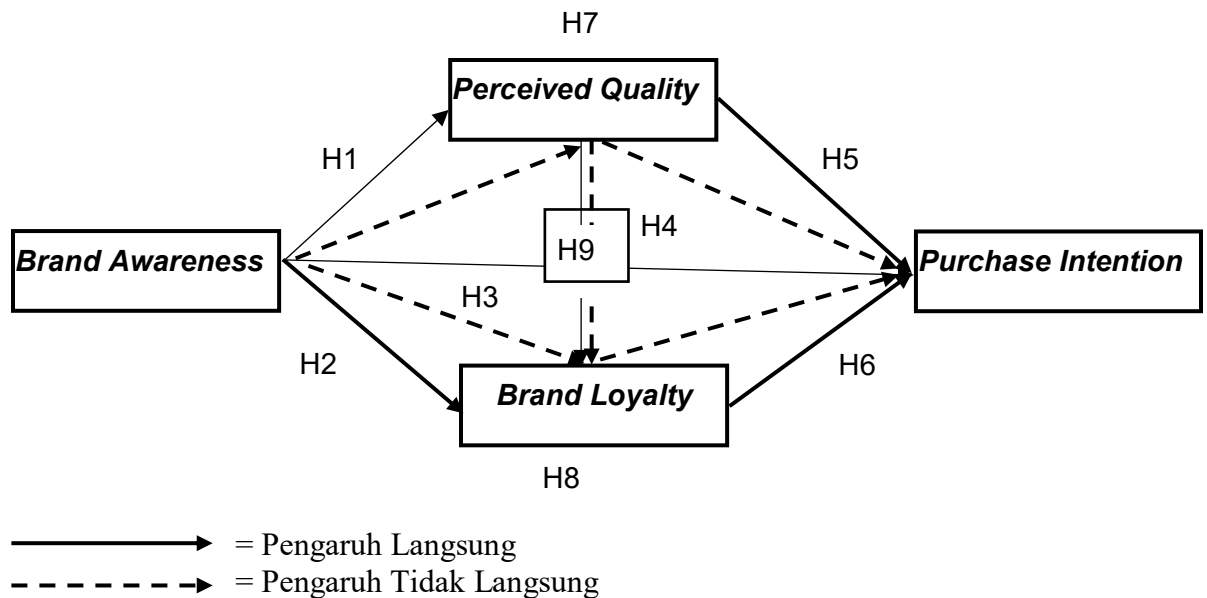 H7
Perceived Quality
H1
H5
H4
H9
Brand Awareness
Purchase Intention
H3
H2
H6
Brand Loyalty
H8
= Pengaruh Langsung
= Pengaruh Tidak Langsung